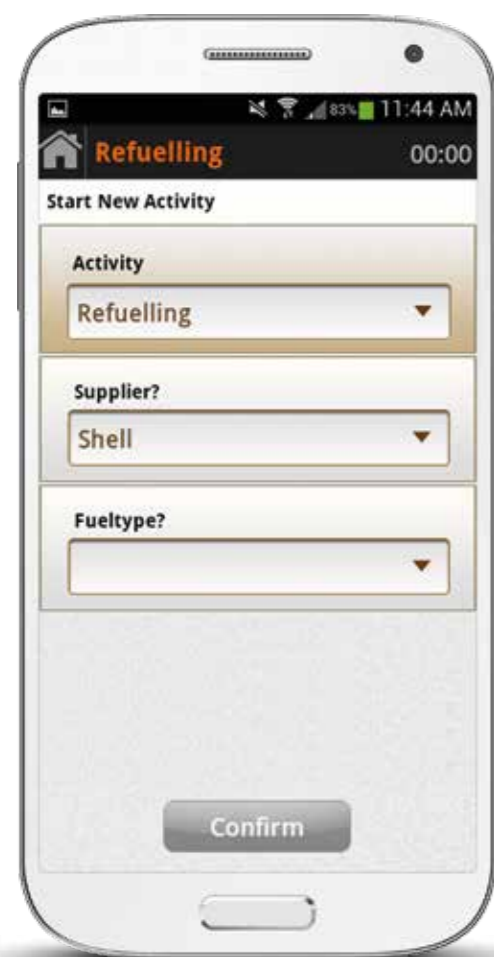 83% 11:44 AM
Refuelling 00:00
Start New Activity
Activity
Refuelling
Supplier?
Shell
Fueltype?
Confirm